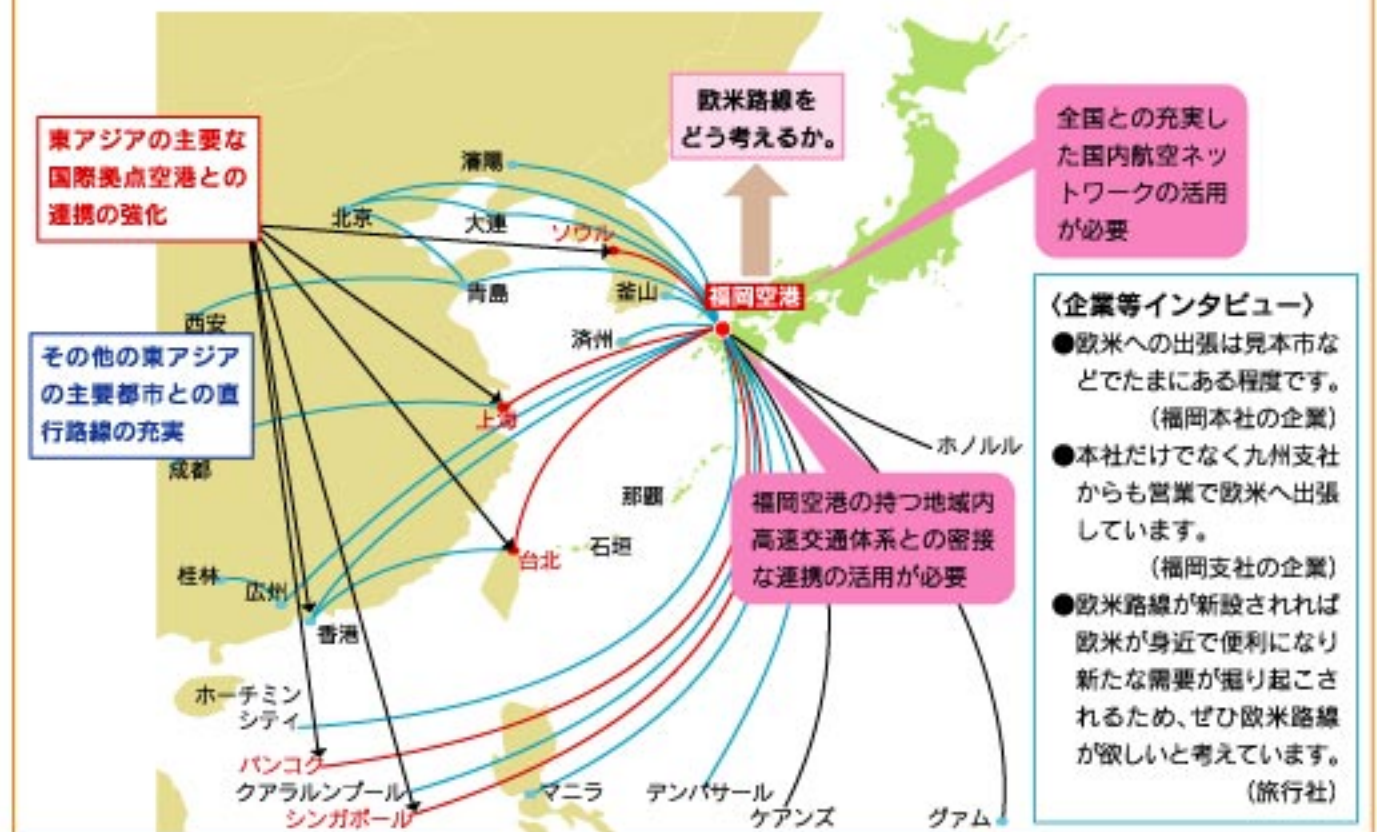 欧米路線を
どう考えるか。
全国との充実し
た国内航空ネッ
トワークの活用
が必要
東アジアの主要な
国際拠点空港との
連携の強化
瀋陽
北京
大連
ソウル
青島
釜山
福岡空港
済州
西安
その他の東アジア
の主要都市との直
行路線の充実
上海
成都
ホノルル
那覇
石垣
台北
福岡空港の持つ地域内
高速交通体系との密接
な連携の活用が必要
桂林
広州
香港
ホーチミン
シティ
バンコク
クアラルンプール
シンガポール
マニラ
デンパサール
ケアンズ
グァム
〈企業等インタビュー〉
●欧米への出張は見本市な
どでたまにある程度です。
(福岡本社の企業)
●本社だけでなく九州支社
からも営業で欧米へ出張
しています。
(福岡支社の企業)
●欧米路線が新設されれば
欧米が身近で便利になり
新たな需要が掘り起こさ
れるため、ぜひ欧米路線
が欲しいと考えています。
(旅行社)